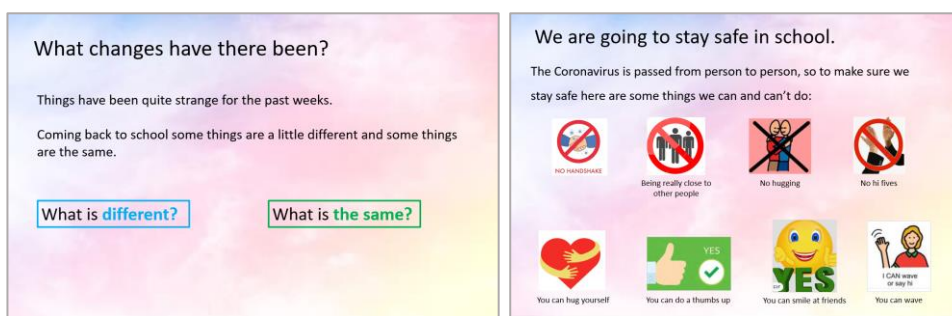 What changes have there been?
Things have been quite strange for the past weeks.
Coming back to school some things are a little different and some things
are the same.
What is different?
What is the same?
We are going to stay safe in school.
The Coronavirus is passed from person to person, so to make sure we
stay safe here are some things we can and can't do:
NO HANDSHAKE
Being really close to
other people
No hugging
No hi fives
YES
YES
I CAN wave
or say hi
You can hug yourself
You can do a thumbs up
You can smile at friends
You can wave